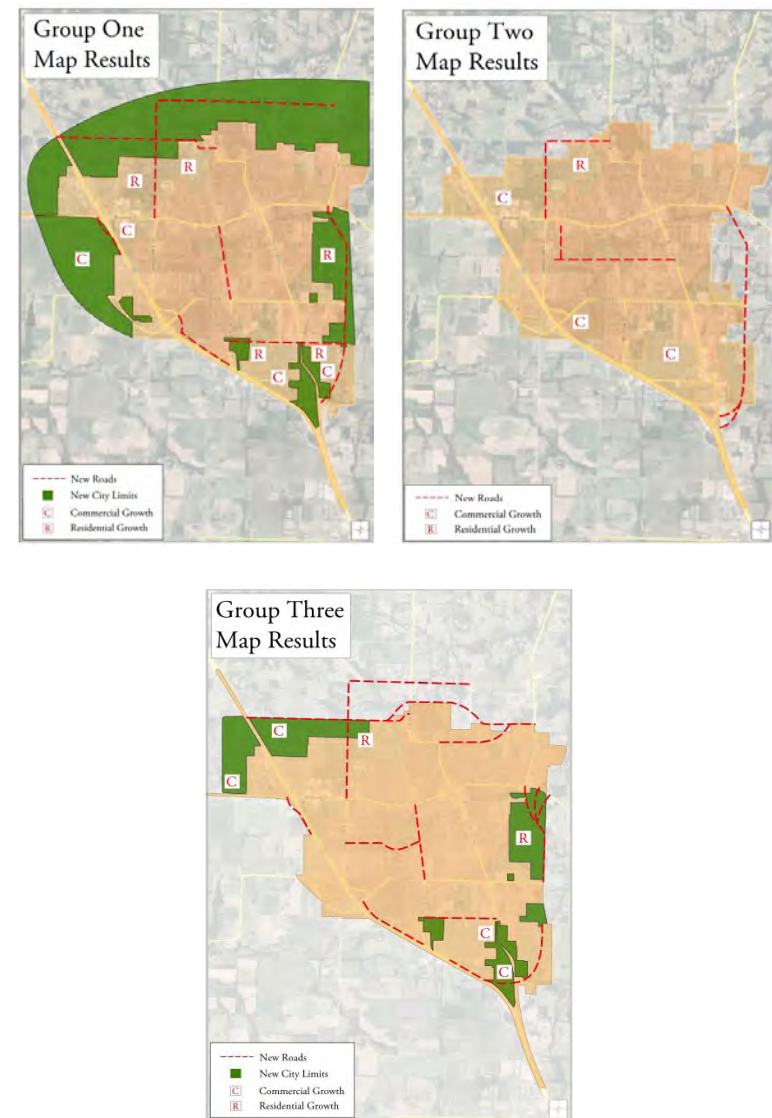 Group One
Map Results
R
R
C
C
R
R
R
C
C
New Roads
New City Limits
C Commercial Growth
R Residential Growth
Group Two
Map Results
R
C
C
C
New Roads
C Commercial Growth
R Residential Growth
Group Three
Map Results
C
R
C
R
C
C
New Roads
New City Limits
C Commercial Growth
R Residential Growth